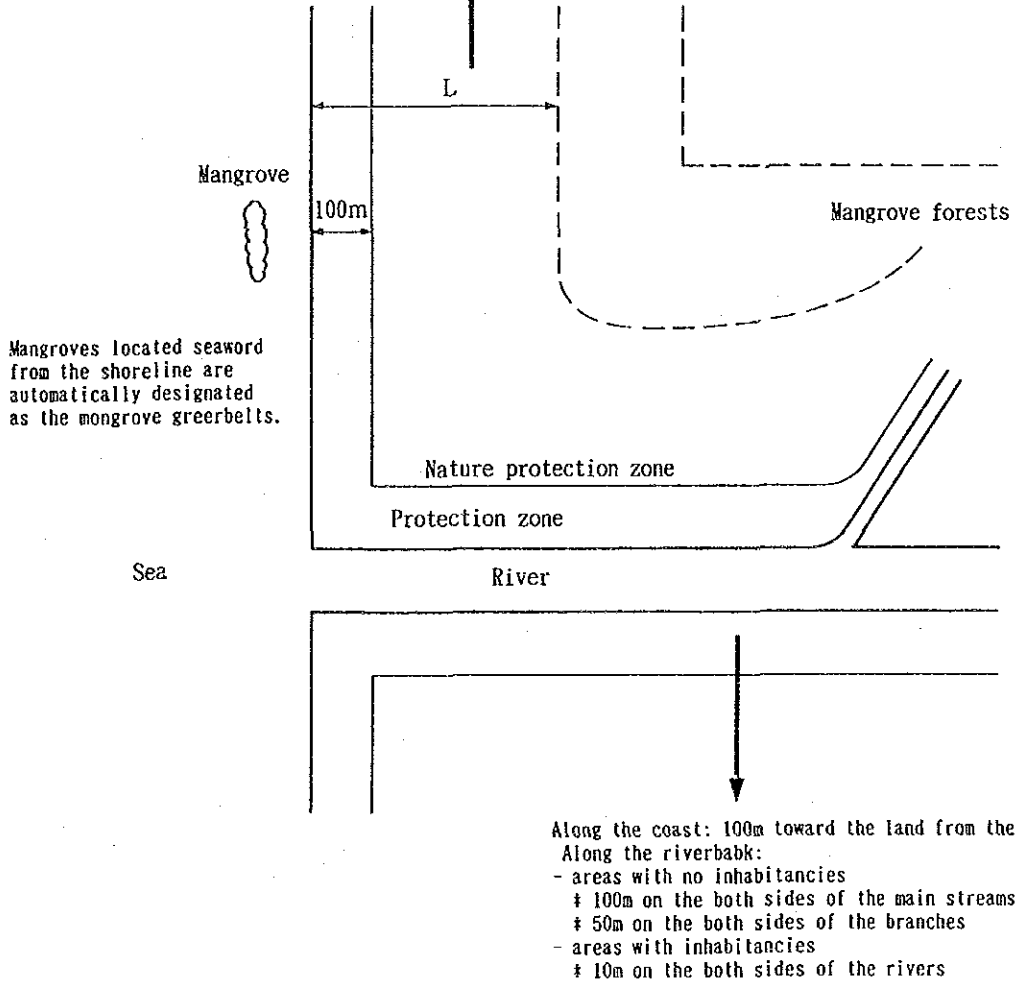 L
Mangrove
100m
Mangrove forests
Mangroves located seaword
from the shoreline are
automatically designated
as the mongrove greerbelts.
Nature protection zone
Protection zone
Sea
River
Along the coast: 100m toward the land from the
Along the riverbabk:
- areas with no inhabitancies
‡ 100m on the both sides of the main streams
‡ 50m on the both sides of the branches
- areas with inhabitancies
‡ 10m on the both sides of the rivers